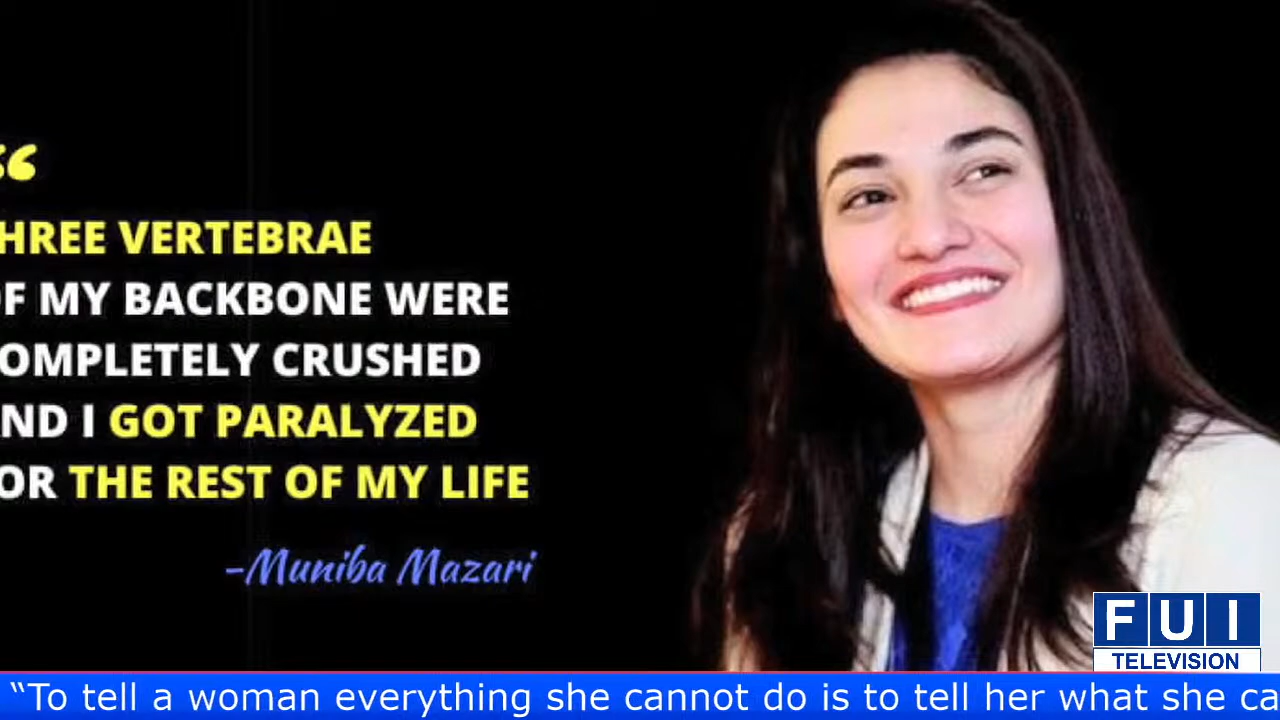 “
HREE VERTEBRAE
OF MY BACKBONE WERE
OMPLETELY CRUSHED
ND I GOT PARALYZED
OR THE REST OF MY LIFE
-Muniba Mazari
FUI
TELEVISION
“To tell a woman everything she cannot do is to tell her what she ca